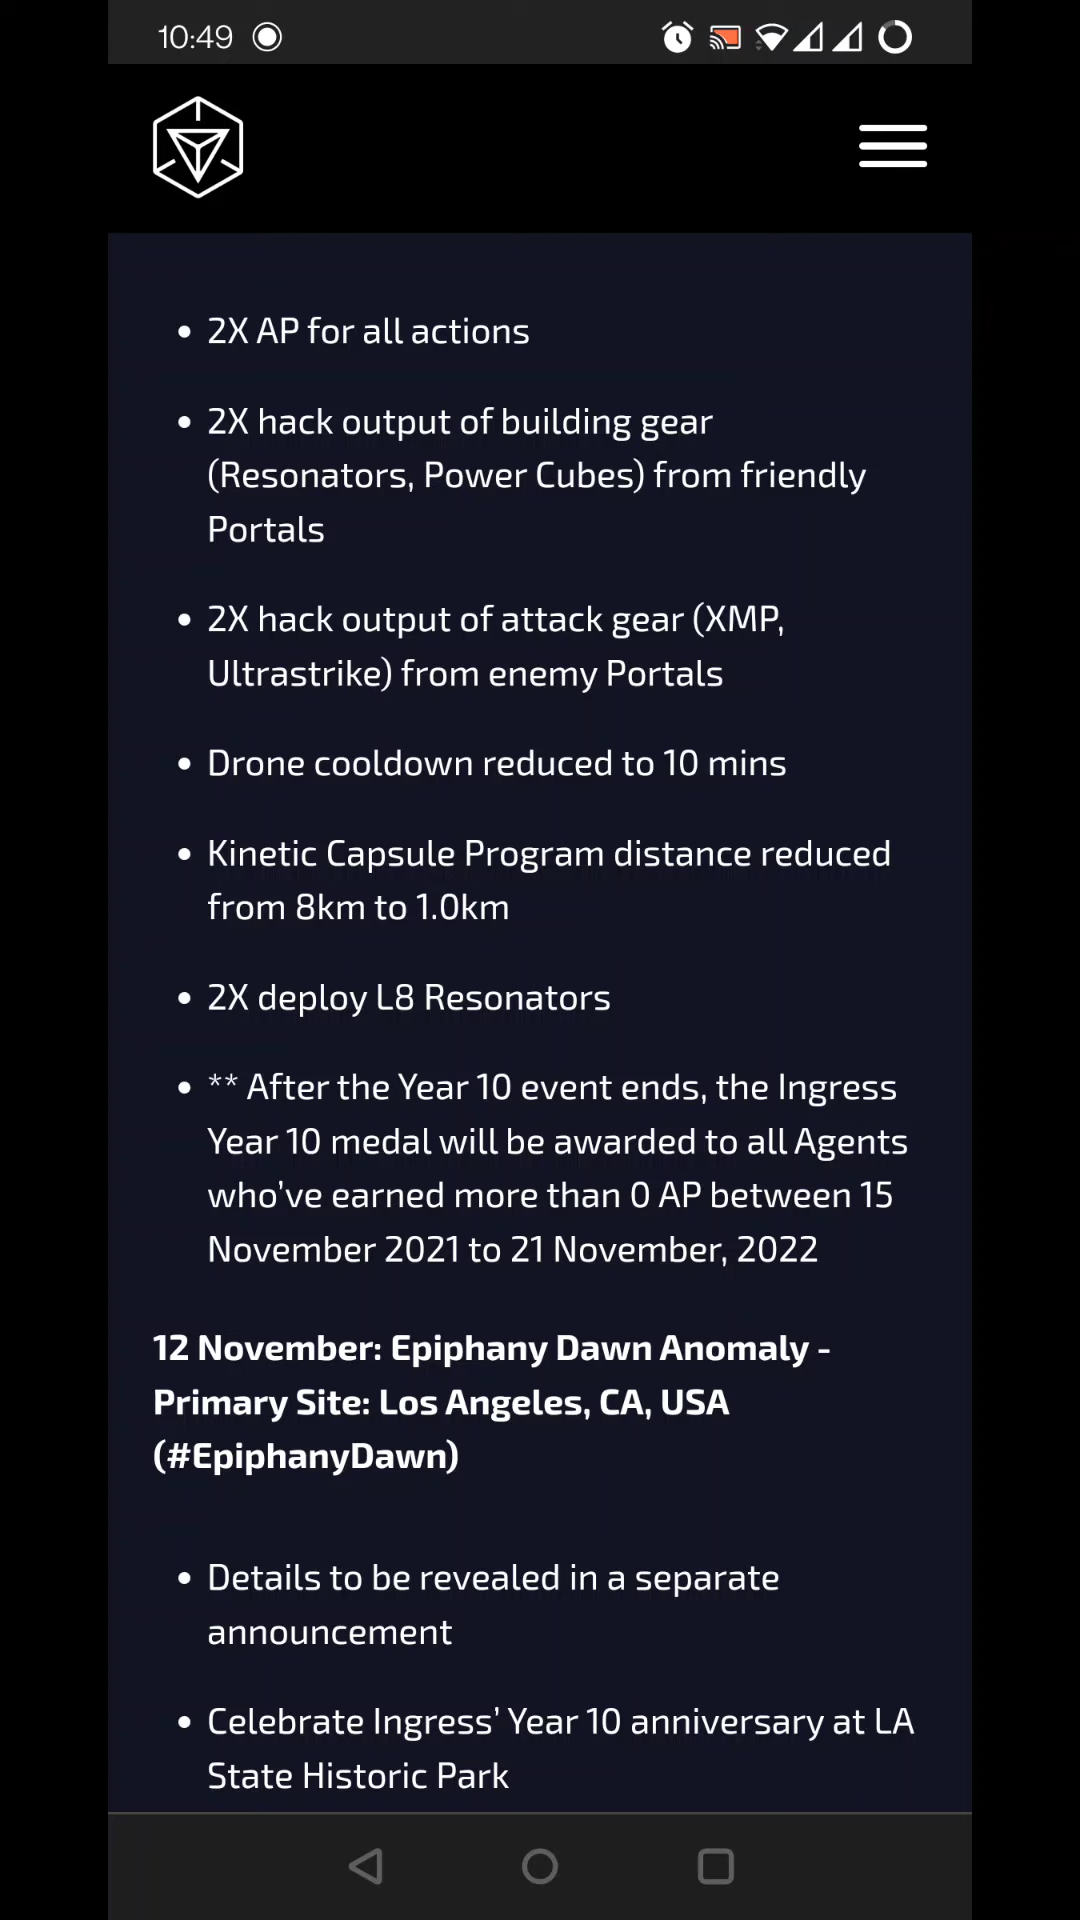 10:49
• 2X AP for all actions
• 2X hack output of building gear
(Resonators, Power Cubes) from friendly
Portals
• 2X hack output of attack gear (XMP,
Ultrastrike) from enemy Portals
• Drone cooldown reduced to 10 mins
• Kinetic Capsule Program distance reduced
from 8km to 1.0km
• 2X deploy L8 Resonators
• ** After the Year 10 event ends, the Ingress
Year 10 medal will be awarded to all Agents
who’ve earned more than 0 AP between 15
November 2021 to 21 November, 2022
12 November: Epiphany Dawn Anomaly -
Primary Site: Los Angeles, CA, USA
(#EpiphanyDawn)
• Details to be revealed in a separate
announcement
• Celebrate Ingress’ Year 10 anniversary at LA
State Historic Park